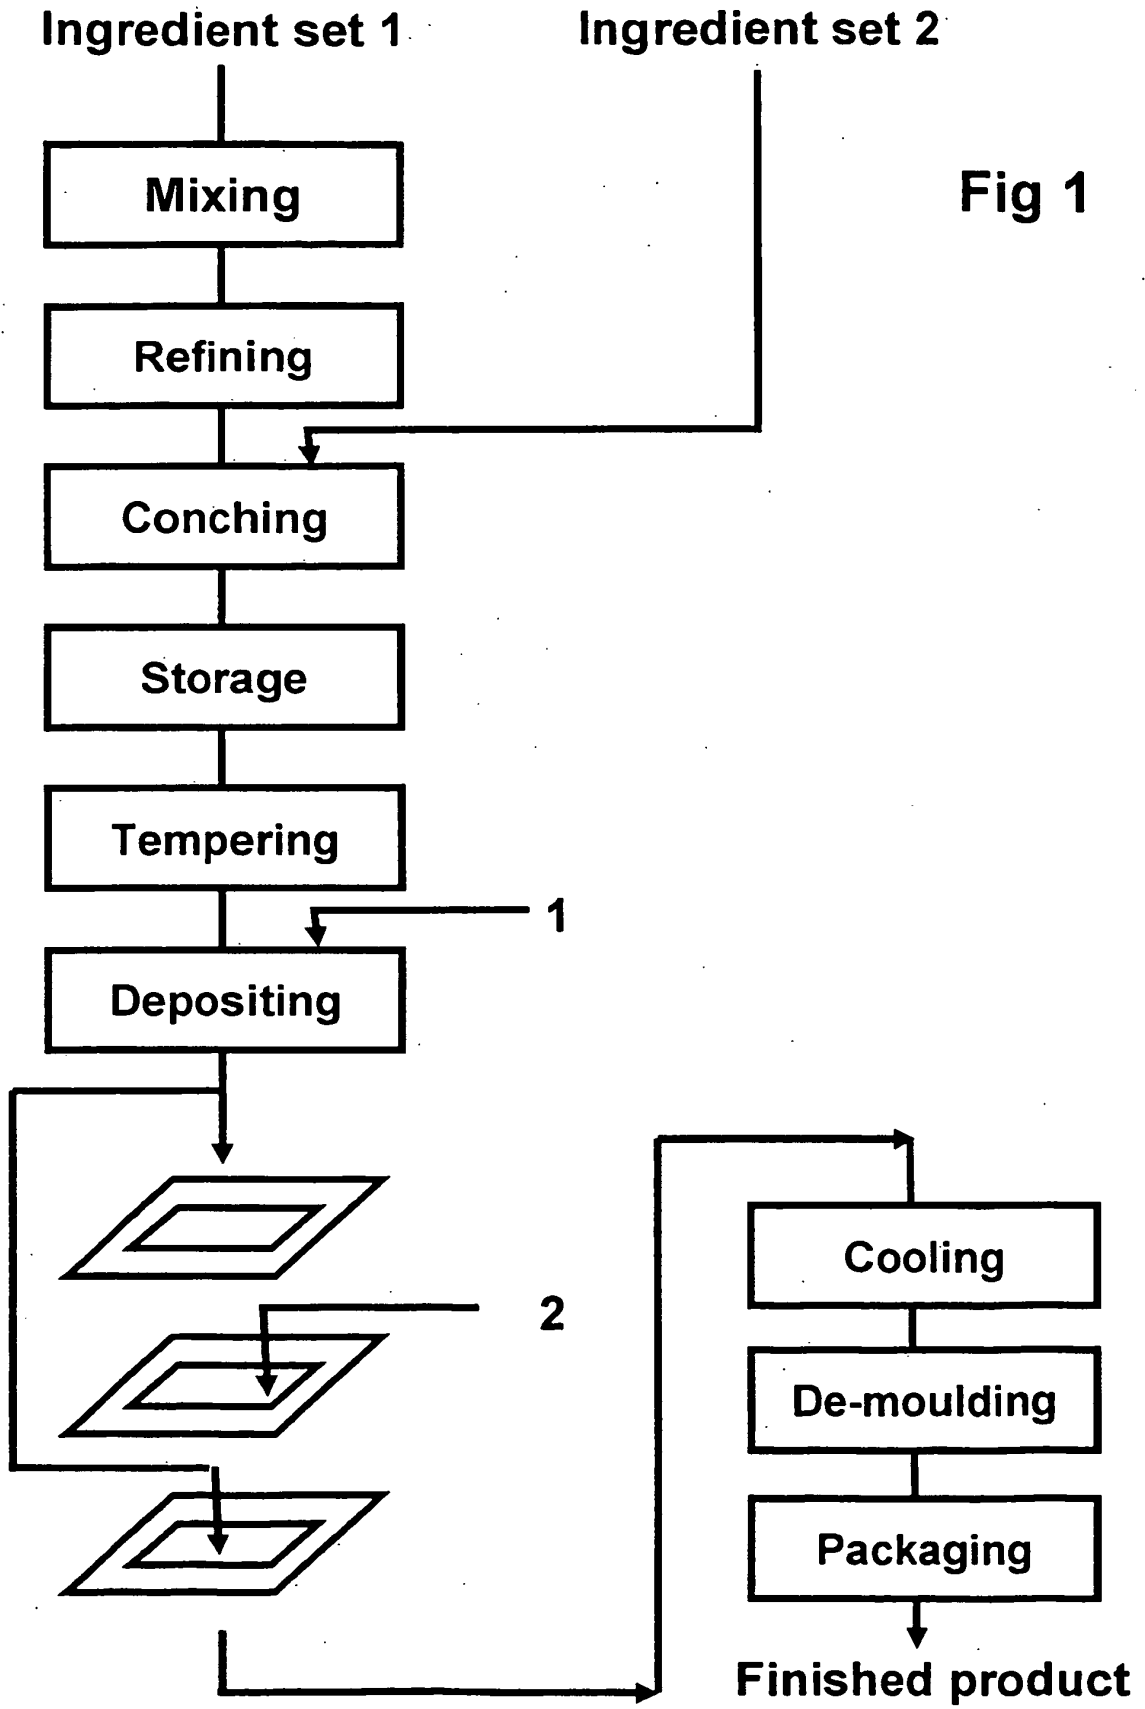 Ingredient set 1
Ingredient set 2
Fig 1
Mixing
Refining
Conching
Storage
Tempering
1
Depositing
2
Cooling
De-moulding
Packaging
Finished product